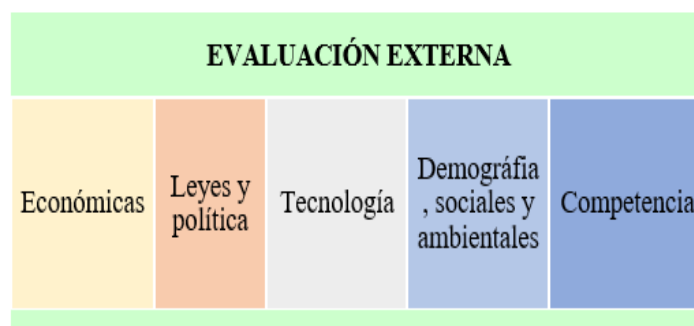 EVALUACIÓN EXTERNA
Económicas
Leyes y
política
Tecnología
Demográfia
, sociales y
ambientales
Competencia